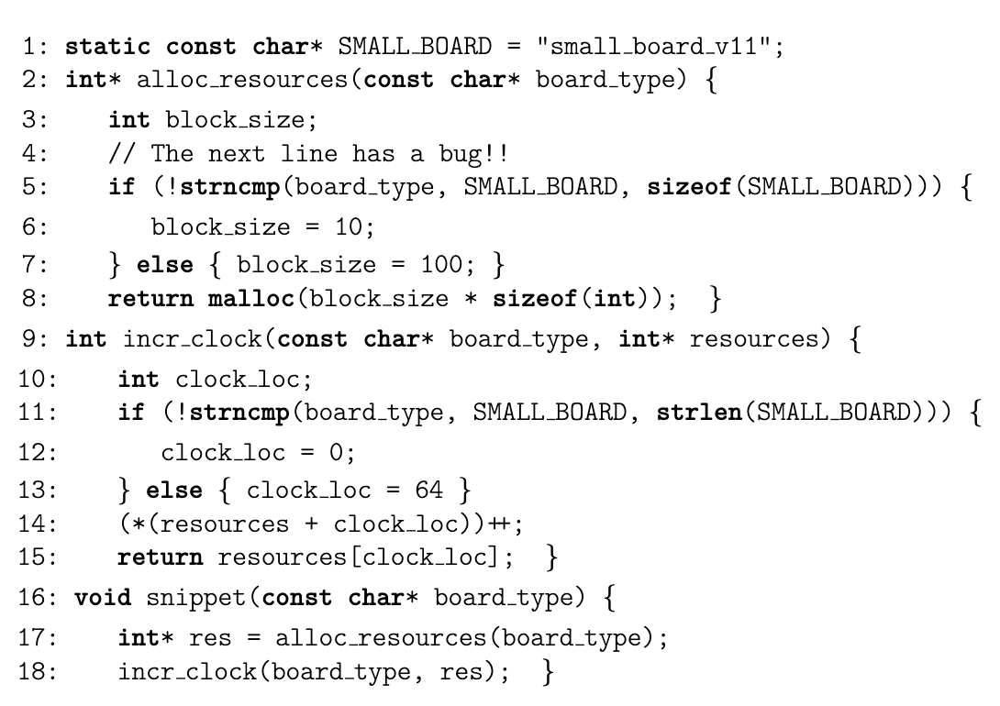 1: static const char* SMALL_BOARD = "small_board_v11";
2: int* alloc_resources(const char* board_type) {
3: int block_size;
4: // The next line has a bug!!
5: if (!strncmp(board_type, SMALL_BOARD, sizeof(SMALL_BOARD))) {
6: block_size = 10;
7: } else { block_size = 100; }
8: return malloc(block_size * sizeof(int)); }
9: int incr_clock(const char* board_type, int* resources) {
10: int clock_loc;
11: if (!strncmp(board_type, SMALL_BOARD, strlen(SMALL_BOARD))) {
12: clock_loc = 0;
13: } else { clock_loc = 64 }
14: (*(resources + clock_loc))++;
15: return resources[clock_loc]; }
16: void snippet(const char* board_type) {
17: int* res = alloc_resources(board_type);
18: incr_clock(board_type, res); }